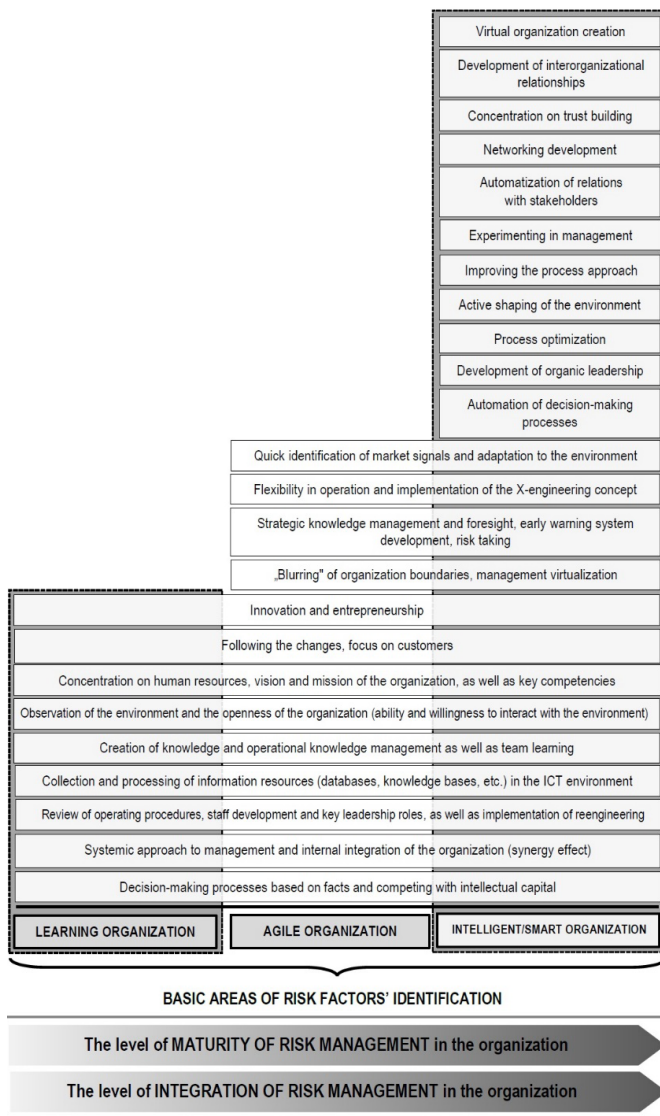 Virtual organization creation
Development of interorganizational
relationships
Concentration on trust building
Networking development
Automatization of relations
with stakeholders
Experimenting in management
Improving the process approach
Active shaping of the environment
Process optimization
Development of organic leadership
Automation of decision-making
processes
Quick identification of market signals and adaptation to the environment
Flexibility in operation and implementation of the X-engineering concept
Strategic knowledge management and foresight, early warning system
development, risk taking
„Blurring" of organization boundaries, management virtualization
Innovation and entrepreneurship
Following the changes, focus on customers
Concentration on human resources, vision and mission of the organization, as well as key competencies
Observation of the environment and the openness of the organization (ability and willingness to interact with the environment)
Creation of knowledge and operational knowledge management as well as team learning
Collection and processing of information resources (databases, knowledge bases, etc.) in the ICT environment
Review of operating procedures, staff development and key leadership roles, as well as implementation of reengineering
Systemic approach to management and internal integration of the organization (synergy effect)
Decision-making processes based on facts and competing with intellectual capital
LEARNING ORGANIZATION
AGILE ORGANIZATION
INTELLIGENT/SMART ORGANIZATION
BASIC AREAS OF RISK FACTORS' IDENTIFICATION
The level of MATURITY OF RISK MANAGEMENT in the organization
The level of INTEGRATION OF RISK MANAGEMENT in the organization